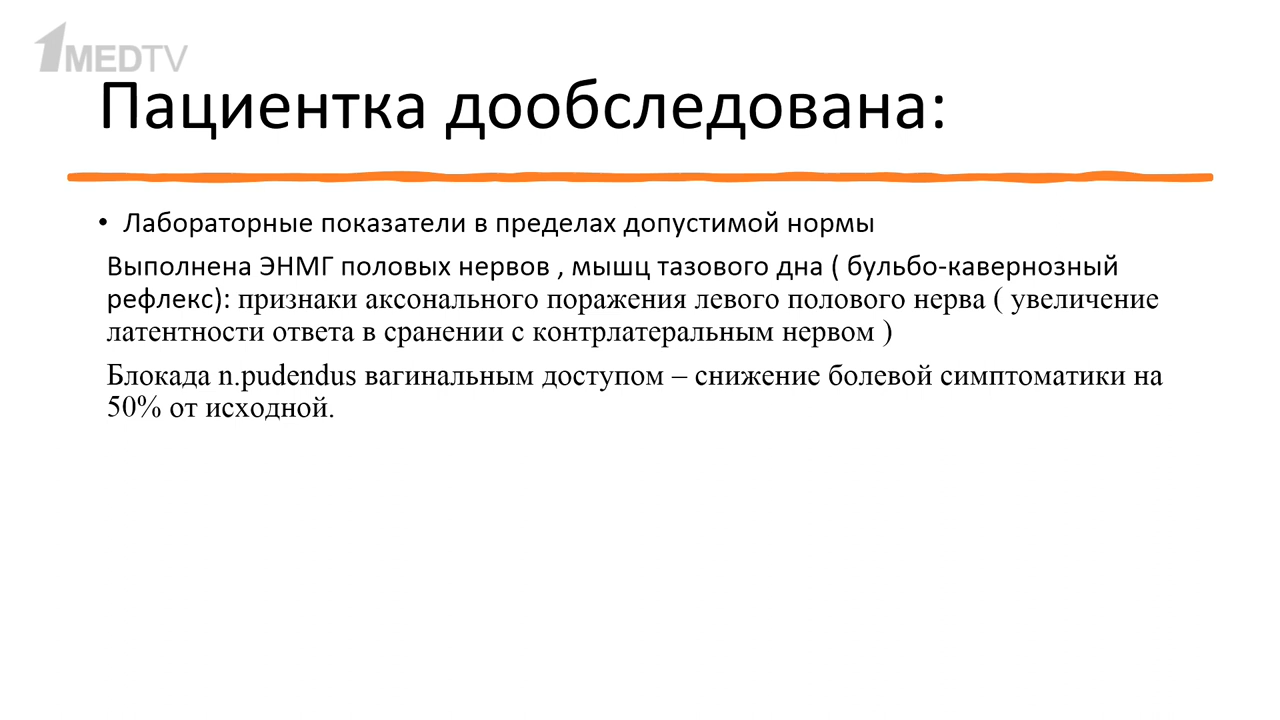 1MEDTV
Пациентка дообследована:
• Лабораторные показатели в пределах допустимой нормы
Выполнена ЭНМГ половых нервов , мышц тазового дна ( бульбо-кавернозный
рефлекс): признаки аксонального поражения левого полового нерва ( увеличение
латентности ответа в сранении с контрлатеральным нервом )
Блокада n.pudendus вагинальным доступом – снижение болевой симптоматики на
50% от исходной.